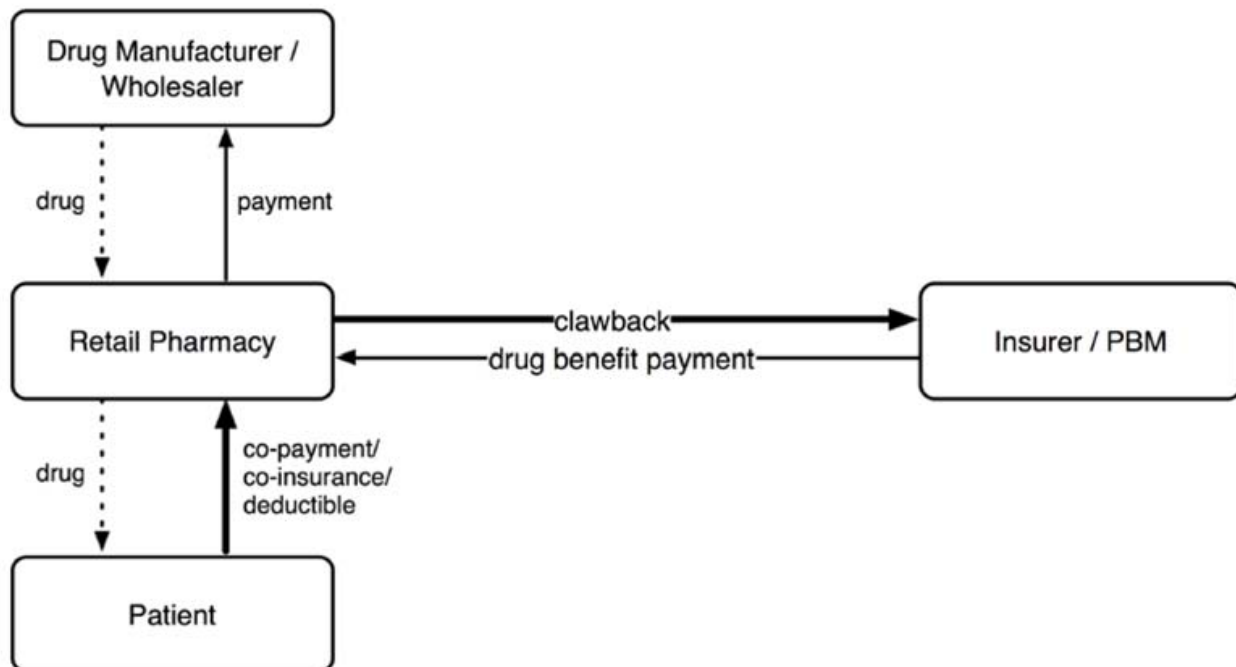 Drug Manufacturer /
Wholesaler
drug
payment
Retail Pharmacy
clawback
drug benefit payment
Insurer / PBM
drug
co-payment/
co-insurance/
deductible
Patient